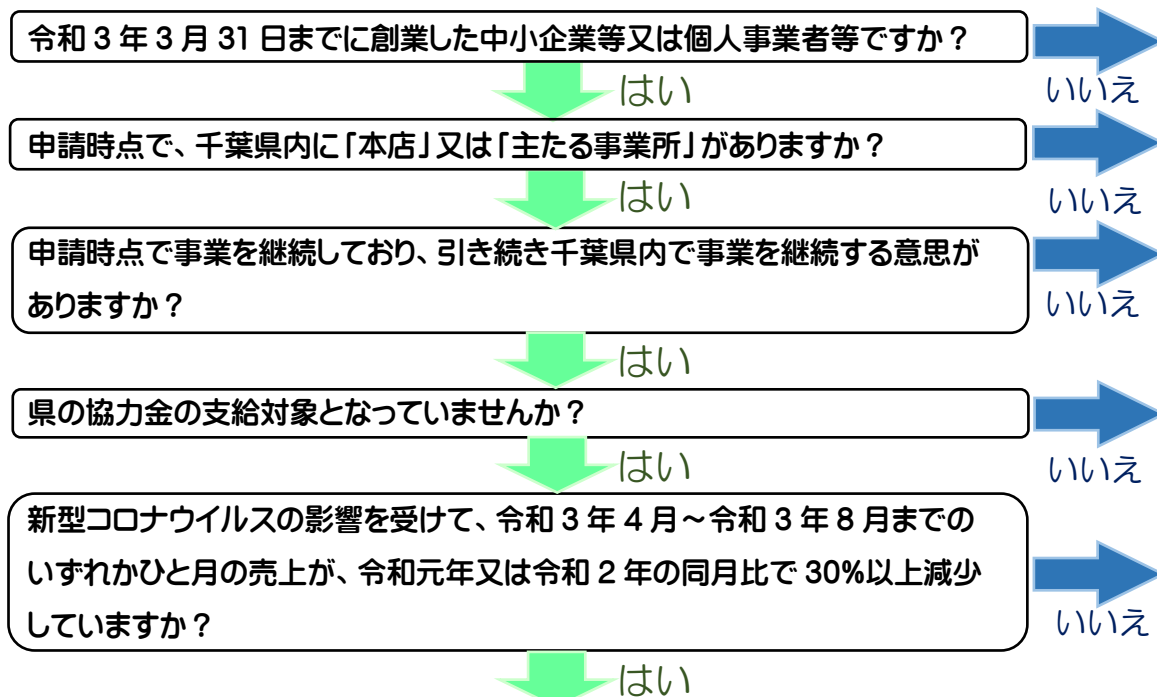 令和３年３月31日までに創業した中小企業等又は個人事業者等ですか？
はい
いいえ
申請時点で、千葉県内に「本店」又は「主たる事業所」がありますか？
はい
いいえ
申請時点で事業を継続しており、引き続き千葉県内で事業を継続する意思が
ありますか？
いいえ
はい
県の協力金の支給対象となっていませんか？
はい
いいえ
新型コロナウイルスの影響を受けて、令和３年４月～令和３年８月までの
いずれかひと月の売上が、令和元年又は令和２年の同月比で30%以上減少
していますか？
いいえ
はい